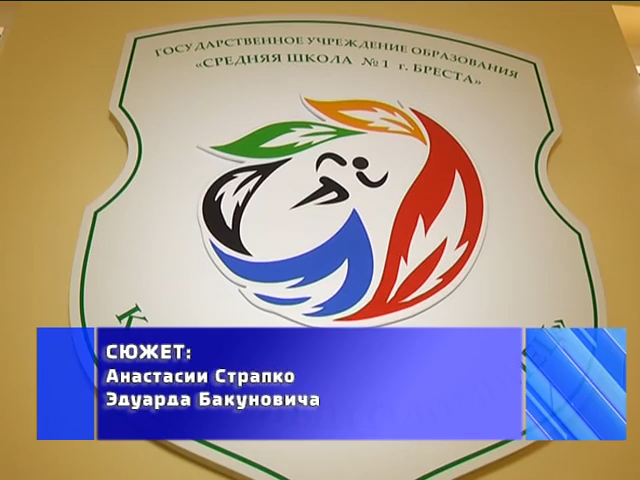 ГОСУДАРСТВЕННОЕ УЧРЕЖДЕНИЕ ОБРАЗОВАНИЯ
«СРЕДНЯЯ ШКОЛА №1 г. БРЕСТА»
СЮЖЕТ:
Анастасии Страпко
Эдуарда Бакуновича